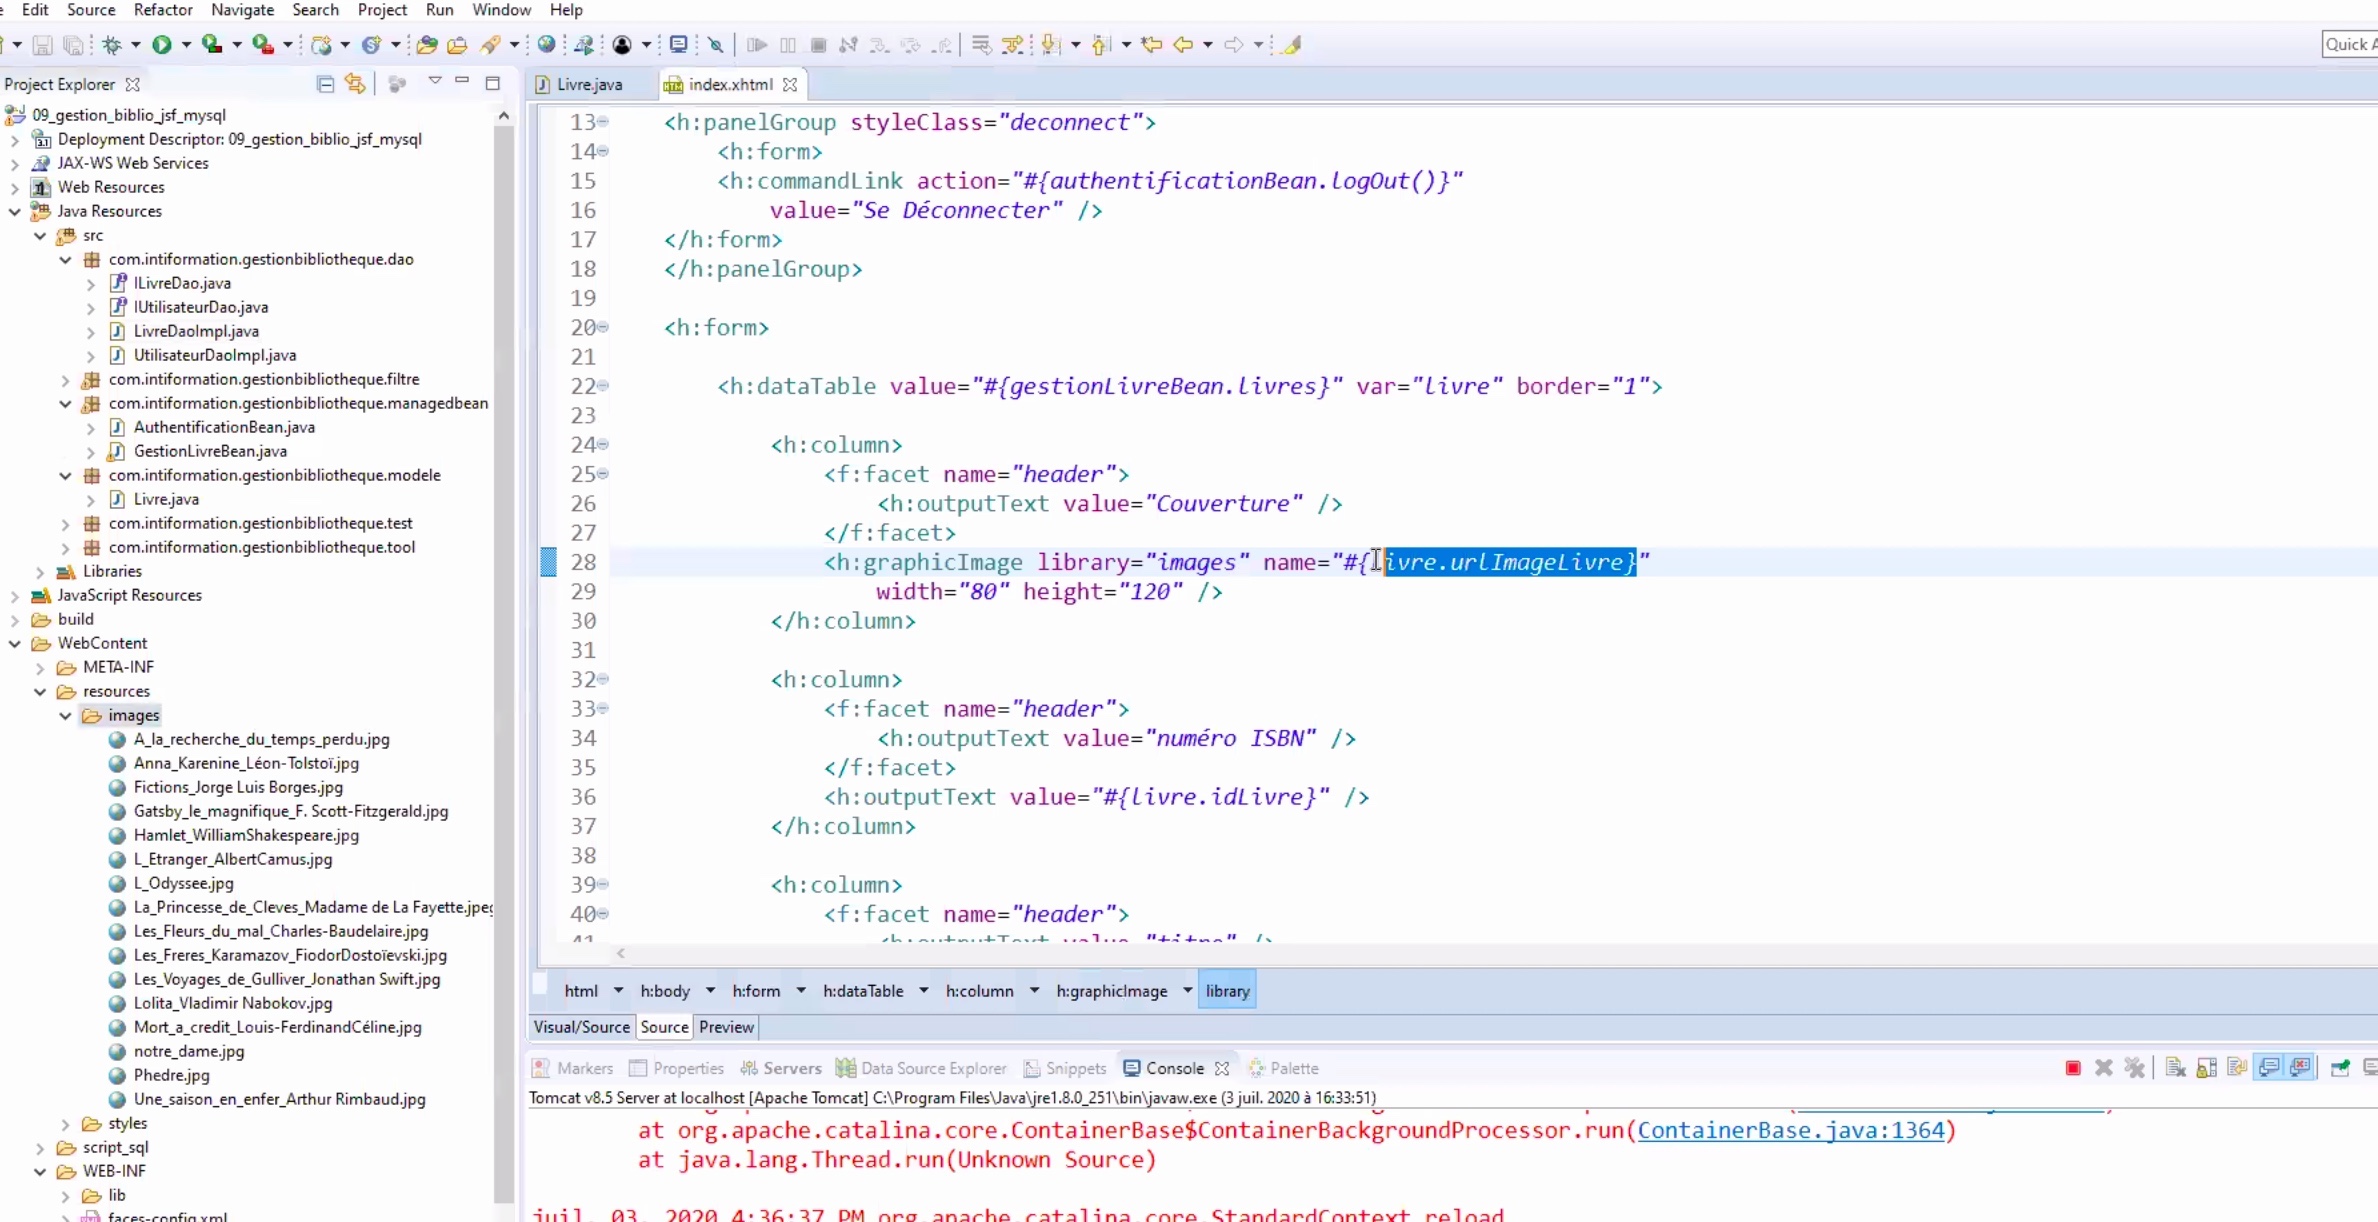 Edit Source Refactor Navigate Search Project Run Window Help
Quick A
Project Explorer
09_gestion_biblio_jsf_mysql
Deployment Descriptor: 09_gestion_biblio_jsf_mysql
JAX-WS Web Services
Web Resources
Java Resources
src
com.intiformation.gestionbibliotheque.dao
ILivreDao.java
IUtilisateurDao.java
LivreDaoImpl.java
UtilisateurDaoImpl.java
com.intiformation.gestionbibliotheque.filtre
com.intiformation.gestionbibliotheque.managedbean
AuthentificationBean.java
GestionLivreBean.java
com.intiformation.gestionbibliotheque.modele
Livre.java
com.intiformation.gestionbibliotheque.test
com.intiformation.gestionbibliotheque.tool
Libraries
JavaScript Resources
build
WebContent
META-INF
resources
images
A_la_recherche_du_temps_perdu.jpg
Anna_Karenine_Léon-Tolstoï.jpg
Fictions_Jorge Luis Borges.jpg
Gatsby_le_magnifique_F. Scott-Fitzgerald.jpg
Hamlet_WilliamShakespeare.jpg
L_Etranger_AlbertCamus.jpg
L_Odyssee.jpg
La_Princesse_de_Cleves_Madame de La Fayette.jpeg
Les_Fleurs_du_mal_Charles-Baudelaire.jpg
Les_Freres_Karamazov_FiodorDostoïevski.jpg
Les_Voyages_de_Gulliver_Jonathan Swift.jpg
Lolita_Vladimir Nabokov.jpg
Mort_a_credit_Louis-FerdinandCéline.jpg
notre_dame.jpg
Phedre.jpg
Une_saison_en_enfer_Arthur Rimbaud.jpg
styles
script_sql
WEB-INF
lib
faces-config.xml
Livre.java index.xhtml
13 <h:panelGroup styleClass="deconnect">
14 <h:form>
15 <h:commandLink action="#{authentificationBean.logOut()}"
16 value="Se Déconnecter" />
17 </h:form>
18 </h:panelGroup>
19
20 <h:form>
21
22 <h:dataTable value="#{gestionLivreBean.livres}" var="livre" border="1">
23
24 <h:column>
25 <f:facet name="header">
26 <h:outputText value="Couverture" />
27 </f:facet>
28 <h:graphicImage library="images" name="#{livre.urlImageLivre}"
29 width="80" height="120" />
30 </h:column>
31
32 <h:column>
33 <f:facet name="header">
34 <h:outputText value="numéro ISBN" />
35 </f:facet>
36 <h:outputText value="#{livre.idLivre}" />
37 </h:column>
38
39 <h:column>
40 <f:facet name="header">
41 <h:outputText value="titre" />
html h:body h:form h:dataTable h:column h:graphicImage library
Visual/Source Source Preview
Markers Properties Servers Data Source Explorer Snippets Console Palette
Tomcat v8.5 Server at localhost [Apache Tomcat] C:\Program Files\Java\jre1.8.0_251\bin\javaw.exe (3 juil. 2020 à 16:33:51)
at org.apache.catalina.core.ContainerBase$ContainerBackgroundProcessor.run(ContainerBase.java:1364)
at java.lang.Thread.run(Unknown Source)
juil. 03, 2020 4:36:37 PM org.apache.catalina.core.StandardContext reload